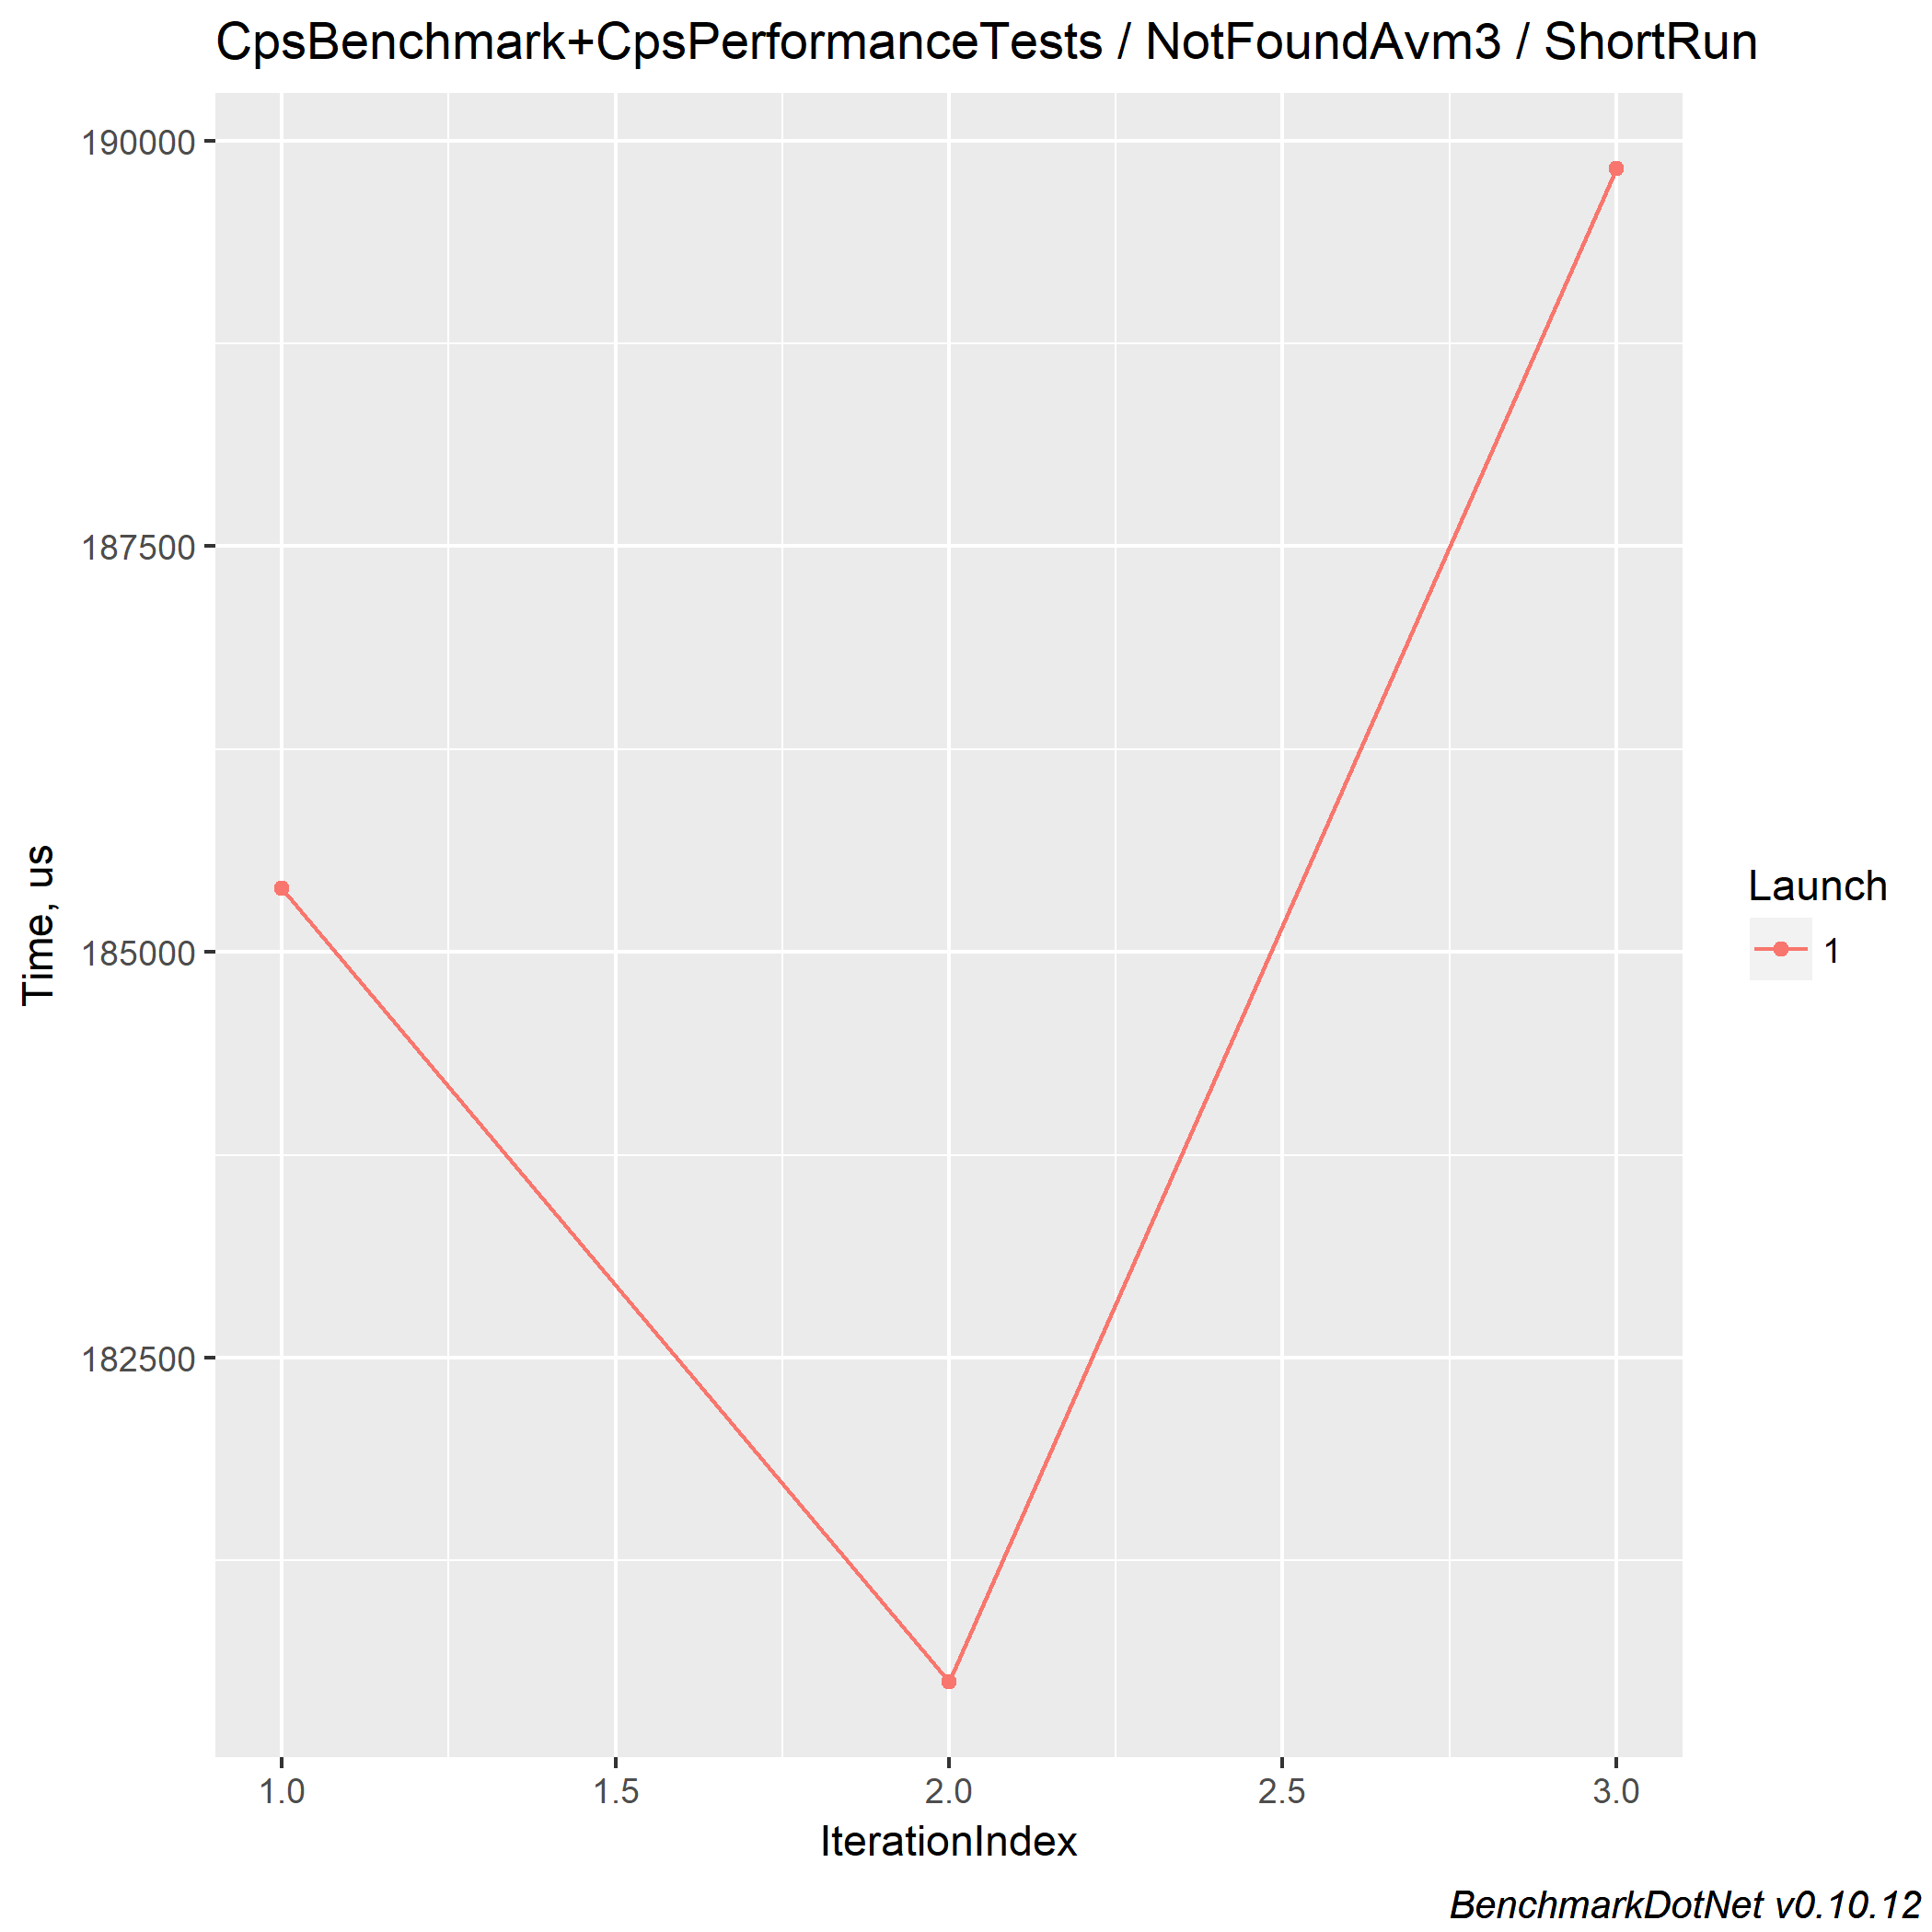 CpsBenchmark+CpsPerformanceTests / NotFoundAvm3 / ShortRun
190000
187500
185000
182500
Time, us
1.0 1.5 2.0 2.5 3.0
IterationIndex
Launch
1
BenchmarkDotNet v0.10.12